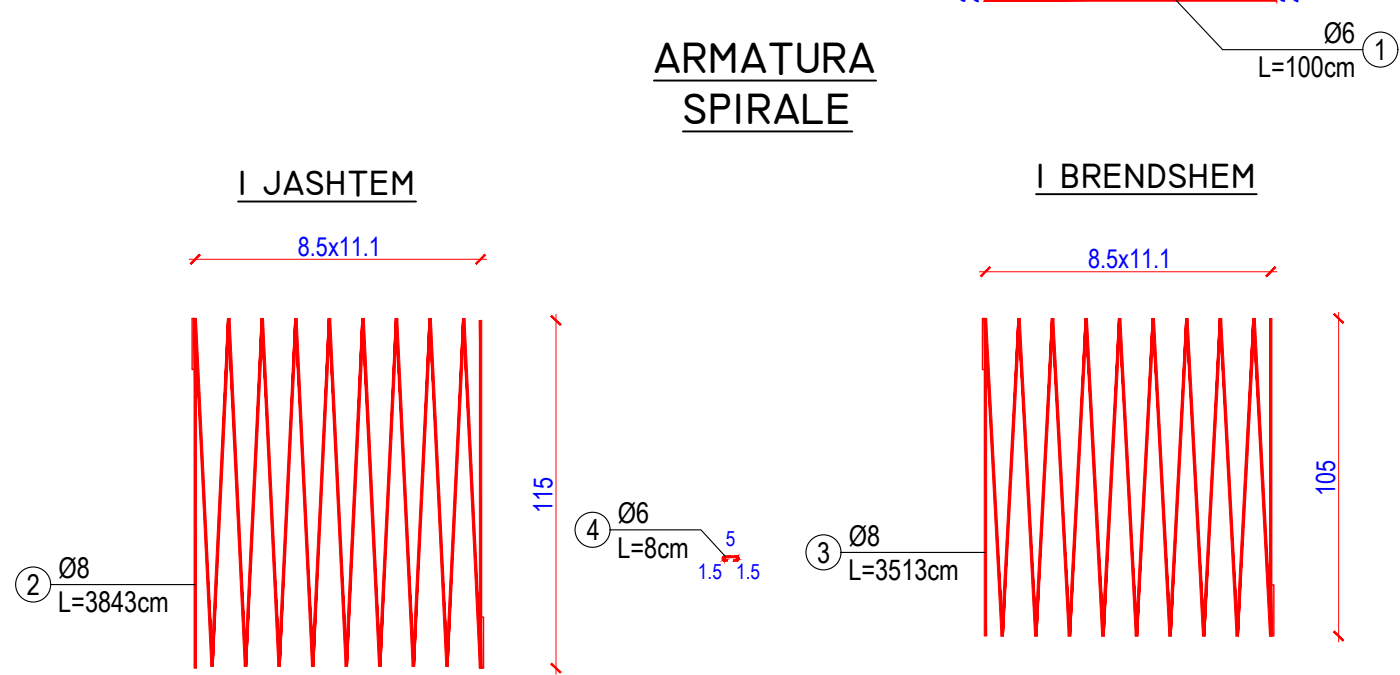 Ø6
1
L=100cm
ARMATURA
SPIRALE
I JASHTEM
I BRENDSHEM
8.5x11.1
8.5x11.1
115
105
4
Ø6
L=8cm
5
1.5
1.5
3
Ø8
L=3513cm
2
Ø8
L=3843cm